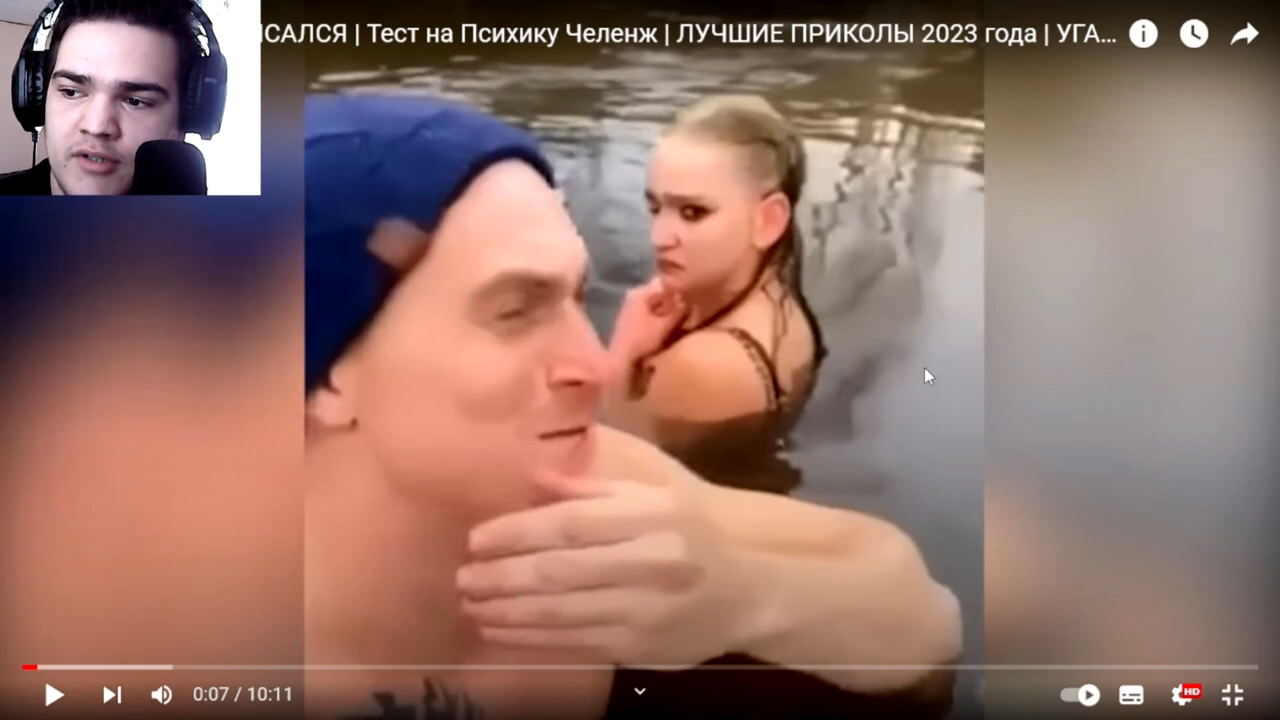 САЛСЯ | Тест на Психику Челенж | ЛУЧШИЕ ПРИКОЛЫ 2023 года | УГА...
0:07 / 10:11
HD